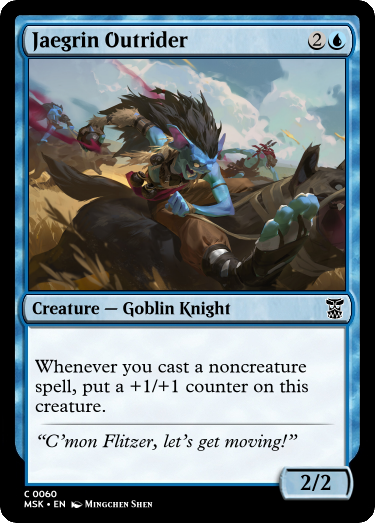 Jaegrin Outrider 2
Creature — Goblin Knight
Whenever you cast a noncreature
spell, put a +1/+1 counter on this
creature.
“C’mon Flitzer, let’s get moving!”
2/2
C 0060
MSK • EN Mingchen Shen